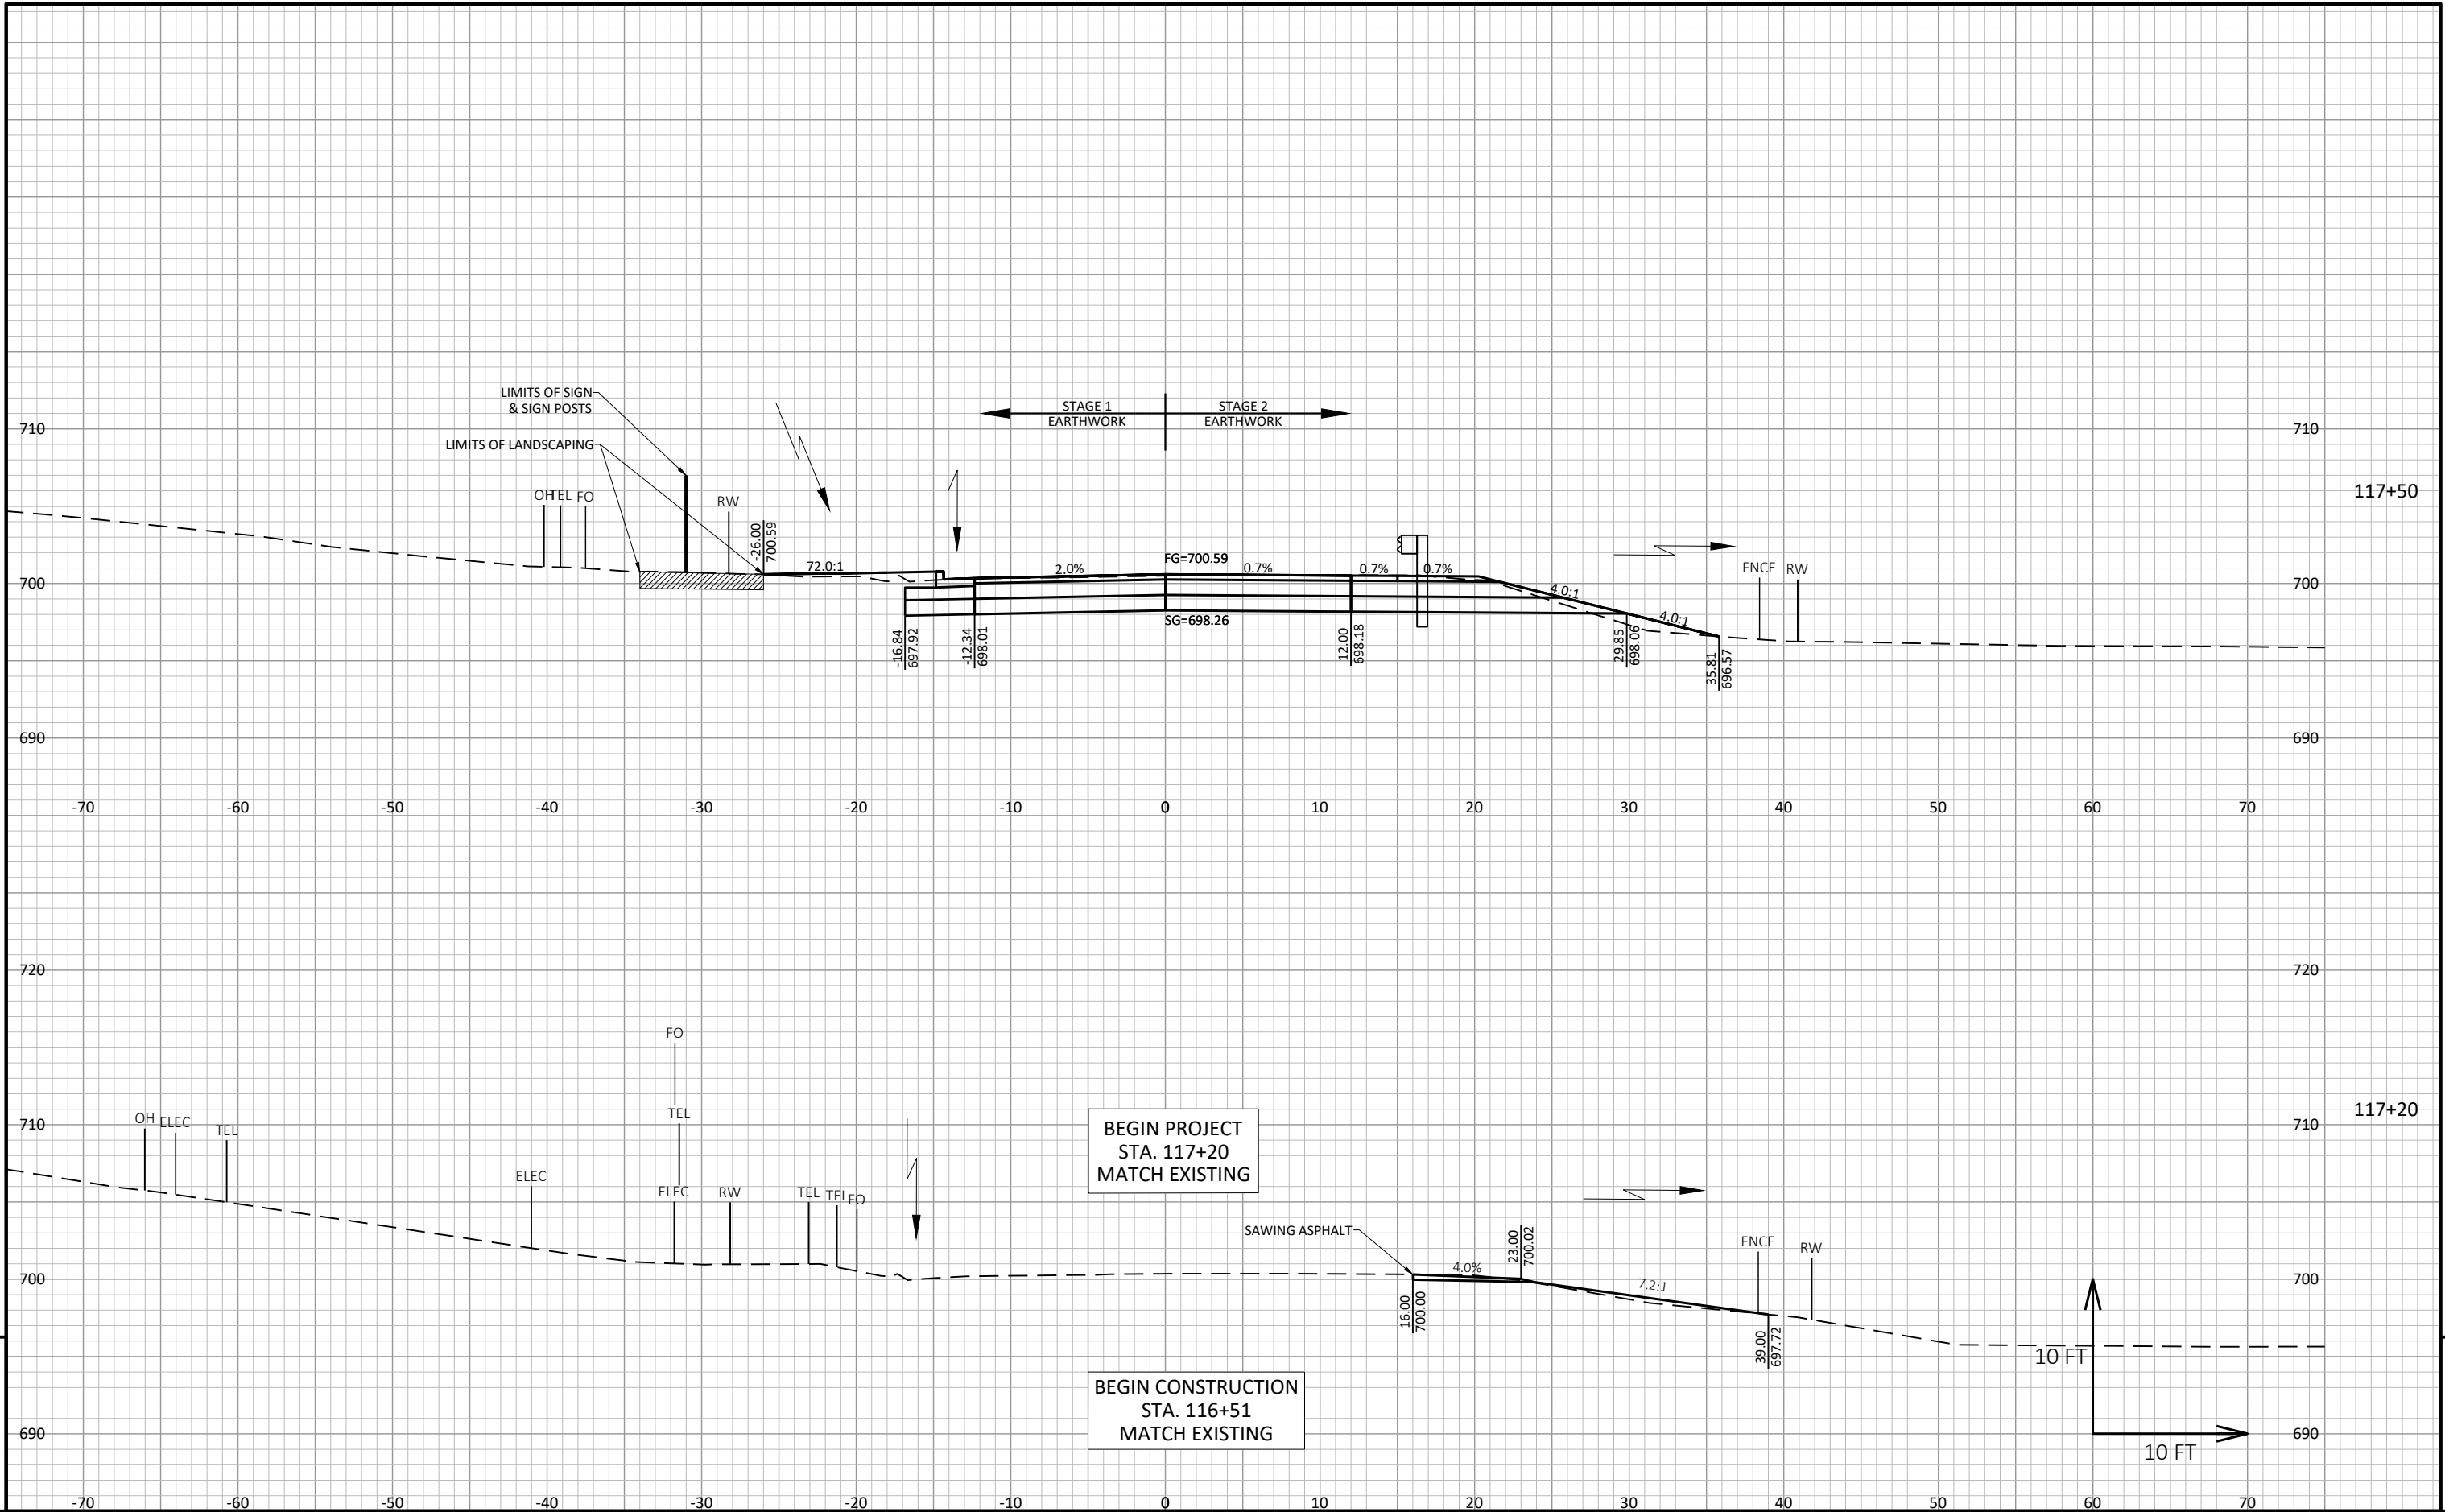 LIMITS OF SIGN
& SIGN POSTS
LIMITS OF LANDSCAPING
STAGE 1
EARTHWORK
STAGE 2
EARTHWORK
710
710
OH
TEL
FO
RW
117+50
-26.00
700.59
72.0:1
2.0%
FG=700.59
0.7%
0.7%
0.7%
4.0:1
4.0:1
FNCE
RW
700
700
SG=698.26
-16.84
697.92
-12.34
698.01
12.00
698.18
29.85
698.06
35.81
696.57
690
690
-70
-60
-50
-40
-30
-20
-10
0
10
20
30
40
50
60
70
720
720
FO
TEL
OH
ELEC
TEL
710
710
117+20
BEGIN PROJECT
STA. 117+20
MATCH EXISTING
ELEC
ELEC
RW
TEL
TEL
FO
SAWING ASPHALT
23.00
700.02
FNCE
RW
4.0%
7.2:1
700
700
16.00
700.00
39.00
697.72
10 FT
BEGIN CONSTRUCTION
STA. 116+51
MATCH EXISTING
690
690
10 FT
-70
-60
-50
-40
-30
-20
-10
0
10
20
30
40
50
60
70